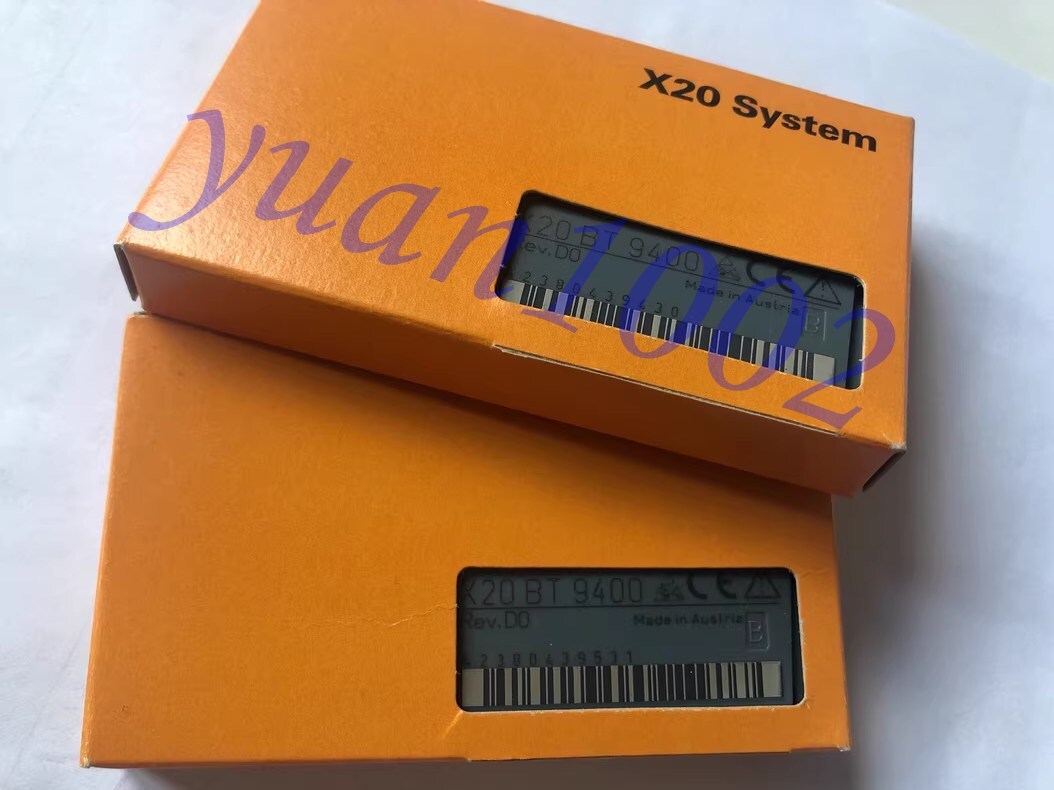 X20 System
X20 BT 9400
Rev.D0
Made in Austria
B
yuan1002
X20 BT 9400
Rev.D0
Made in Austria
B